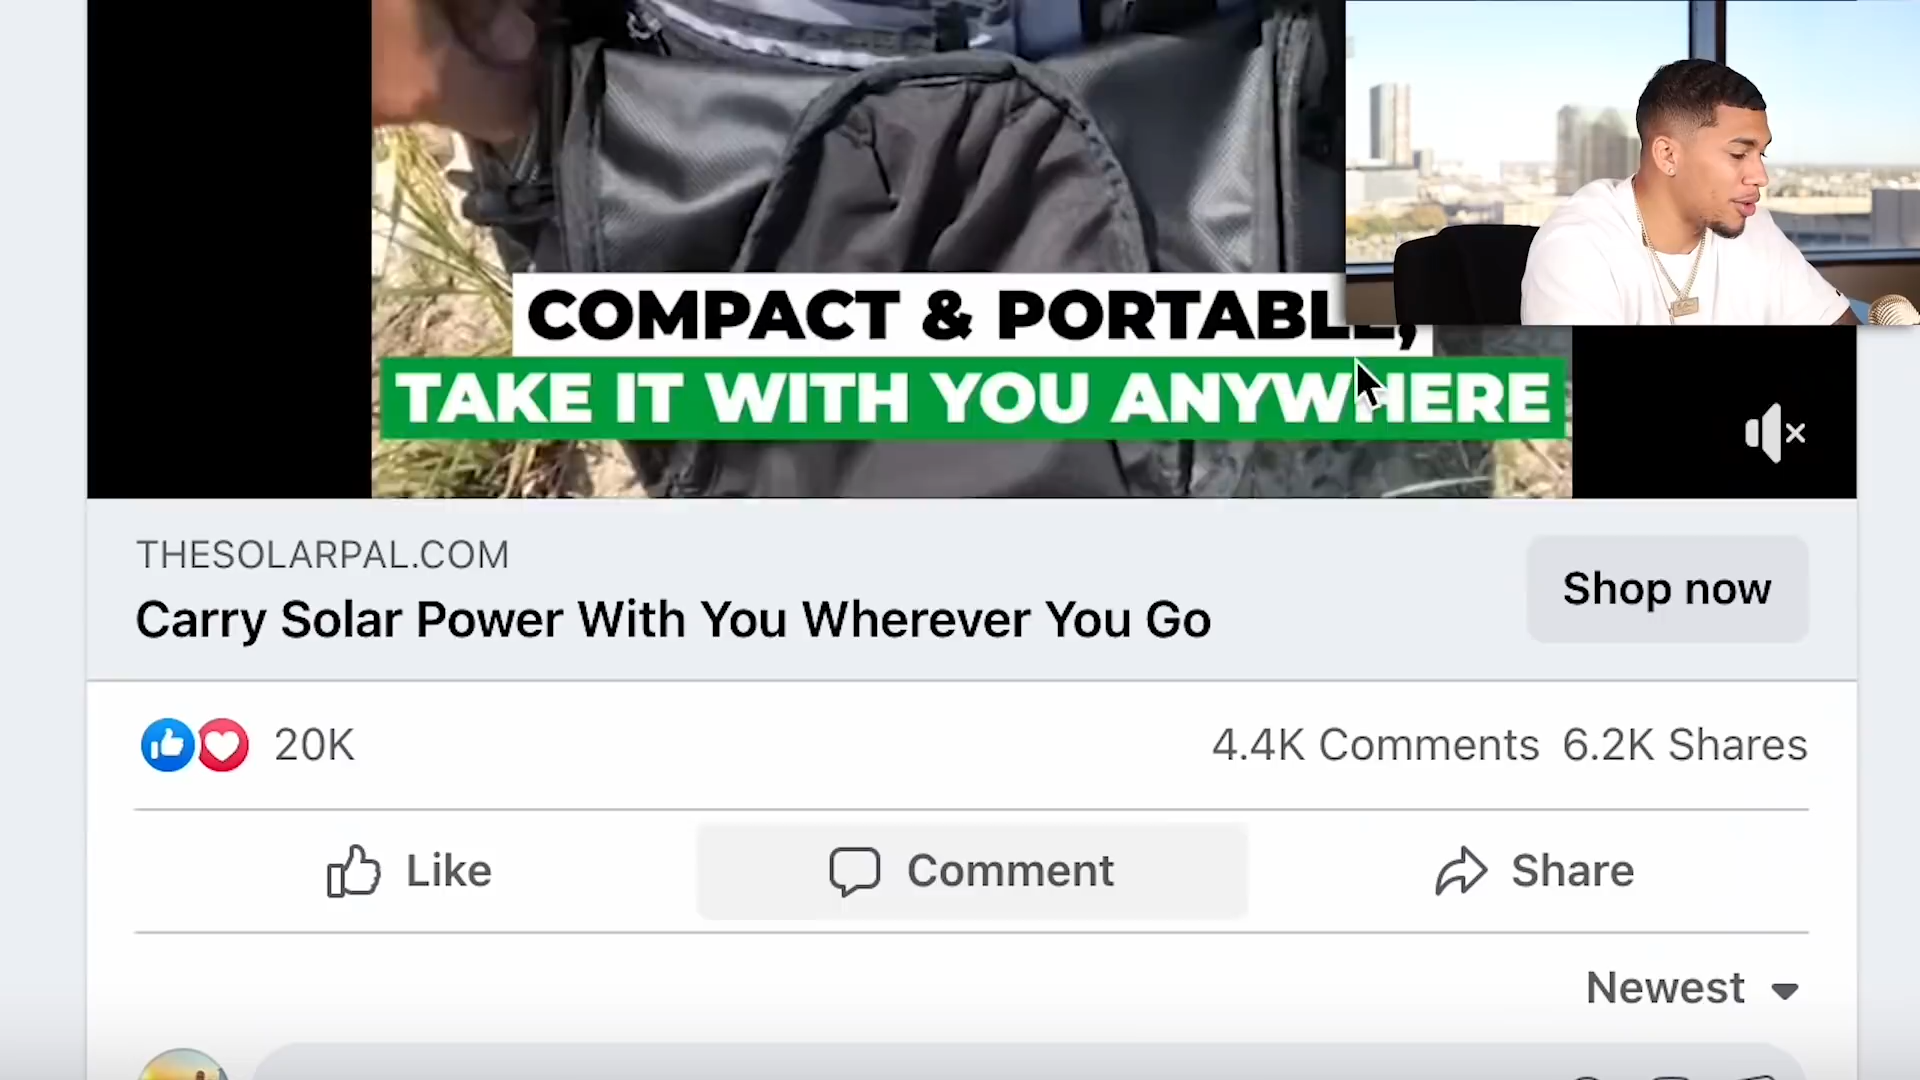 COMPACT & PORTABLE,
TAKE IT WITH YOU ANYWHERE
THESOLARPAL.COM
Carry Solar Power With You Wherever You Go
Shop now
20K
4.4K Comments 6.2K Shares
Like
Comment
Share
Newest